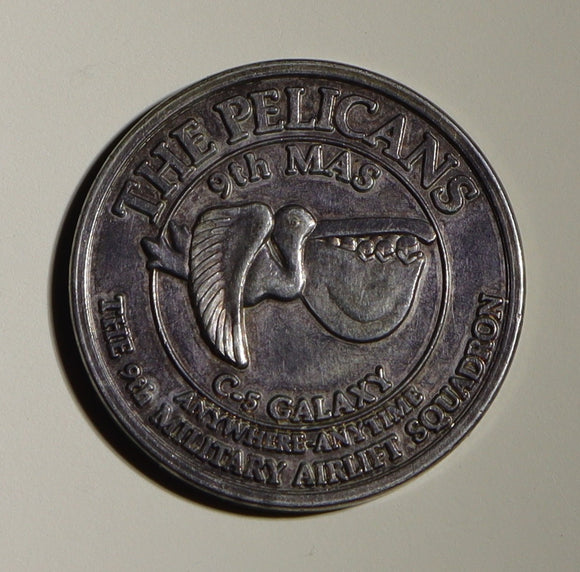 THE PELICANS
9th MAS
C-5 GALAXY
ANYWHERE-ANYTIME
THE 9th MILITARY AIRLIFT SQUADRON